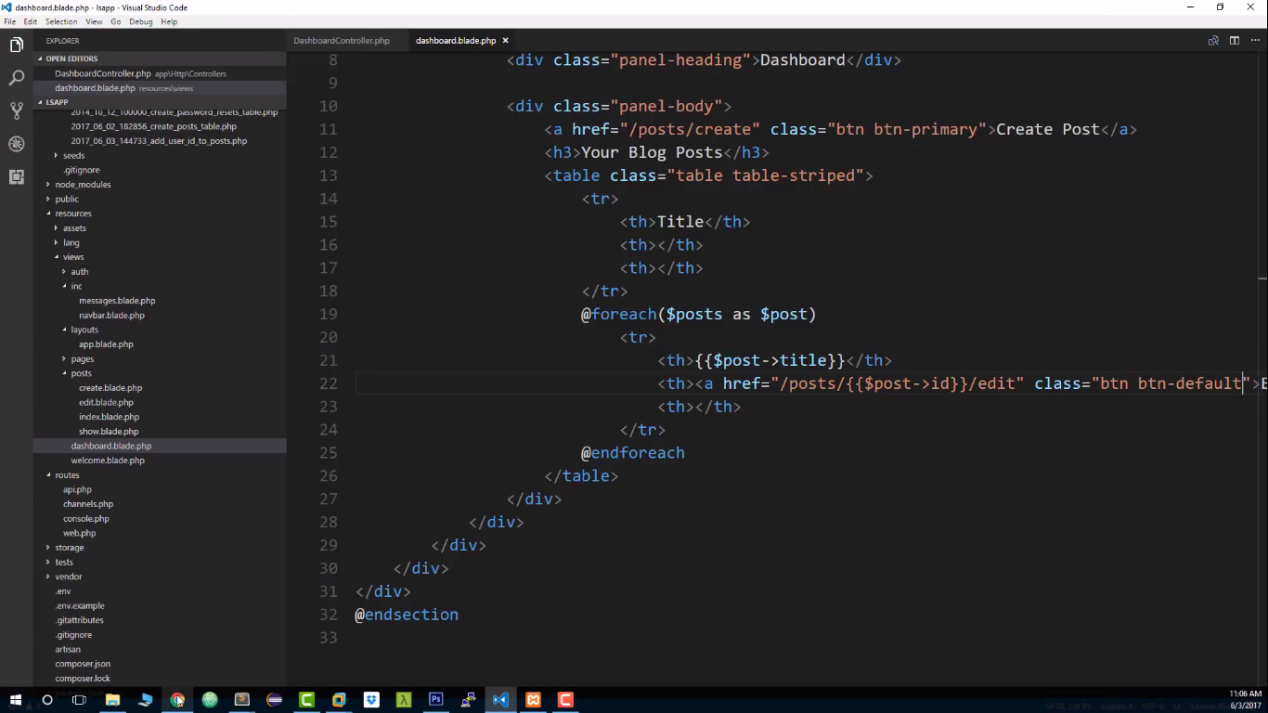 dashboard.blade.php - lsapp - Visual Studio Code
File Edit Selection View Go Debug Help
EXPLORER
OPEN EDITORS
DashboardController.php app\Http\Controllers
dashboard.blade.php resources\views
LSAPP
2014_10_12_100000_create_password_resets_table.php
2017_06_02_182856_create_posts_table.php
2017_06_03_144733_add_user_id_to_posts.php
seeds
.gitignore
node_modules
public
resources
assets
lang
views
auth
inc
messages.blade.php
navbar.blade.php
layouts
app.blade.php
pages
posts
create.blade.php
edit.blade.php
index.blade.php
show.blade.php
dashboard.blade.php
welcome.blade.php
routes
api.php
channels.php
console.php
web.php
storage
tests
vendor
.env
.env.example
.gitattributes
.gitignore
artisan
composer.json
composer.lock
DashboardController.php dashboard.blade.php
8 <div class="panel-heading">Dashboard</div>
9
10 <div class="panel-body">
11 <a href="/posts/create" class="btn btn-primary">Create Post</a>
12 <h3>Your Blog Posts</h3>
13 <table class="table table-striped">
14 <tr>
15 <th>Title</th>
16 <th></th>
17 <th></th>
18 </tr>
19 @foreach($posts as $post)
20 <tr>
21 <th>{{$post->title}}</th>
22 <th><a href="/posts/{{$post->id}}/edit" class="btn btn-default">E
23 <th></th>
24 </tr>
25 @endforeach
26 </table>
27 </div>
28 </div>
29 </div>
30 </div>
31 </div>
32 @endsection
33
11:06 AM
6/3/2017